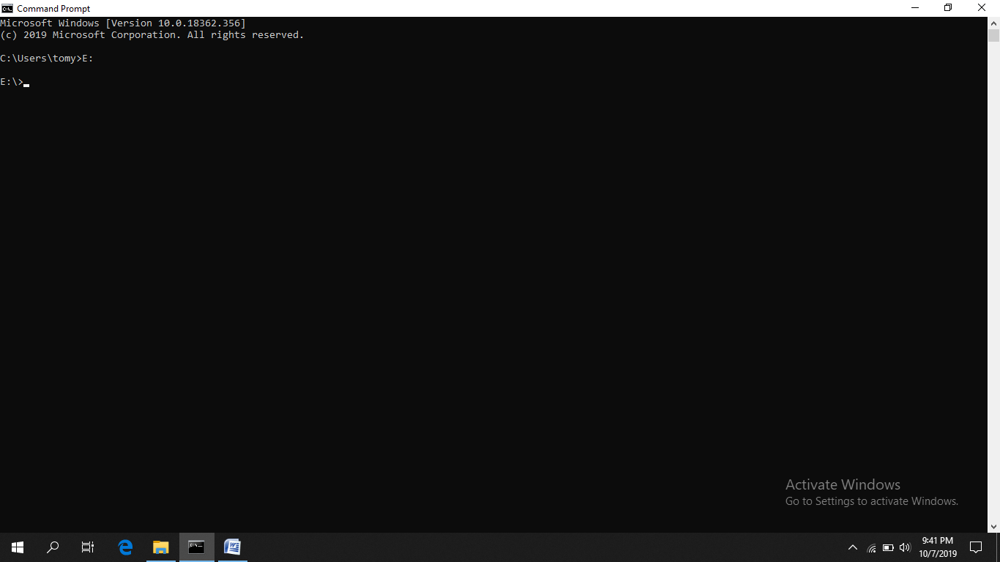 Command Prompt
Microsoft Windows [Version 10.0.18362.356]
(c) 2019 Microsoft Corporation. All rights reserved.
C:\Users\tomy>E:
E:\>
Activate Windows
Go to Settings to activate Windows.
9:41 PM
10/7/2019